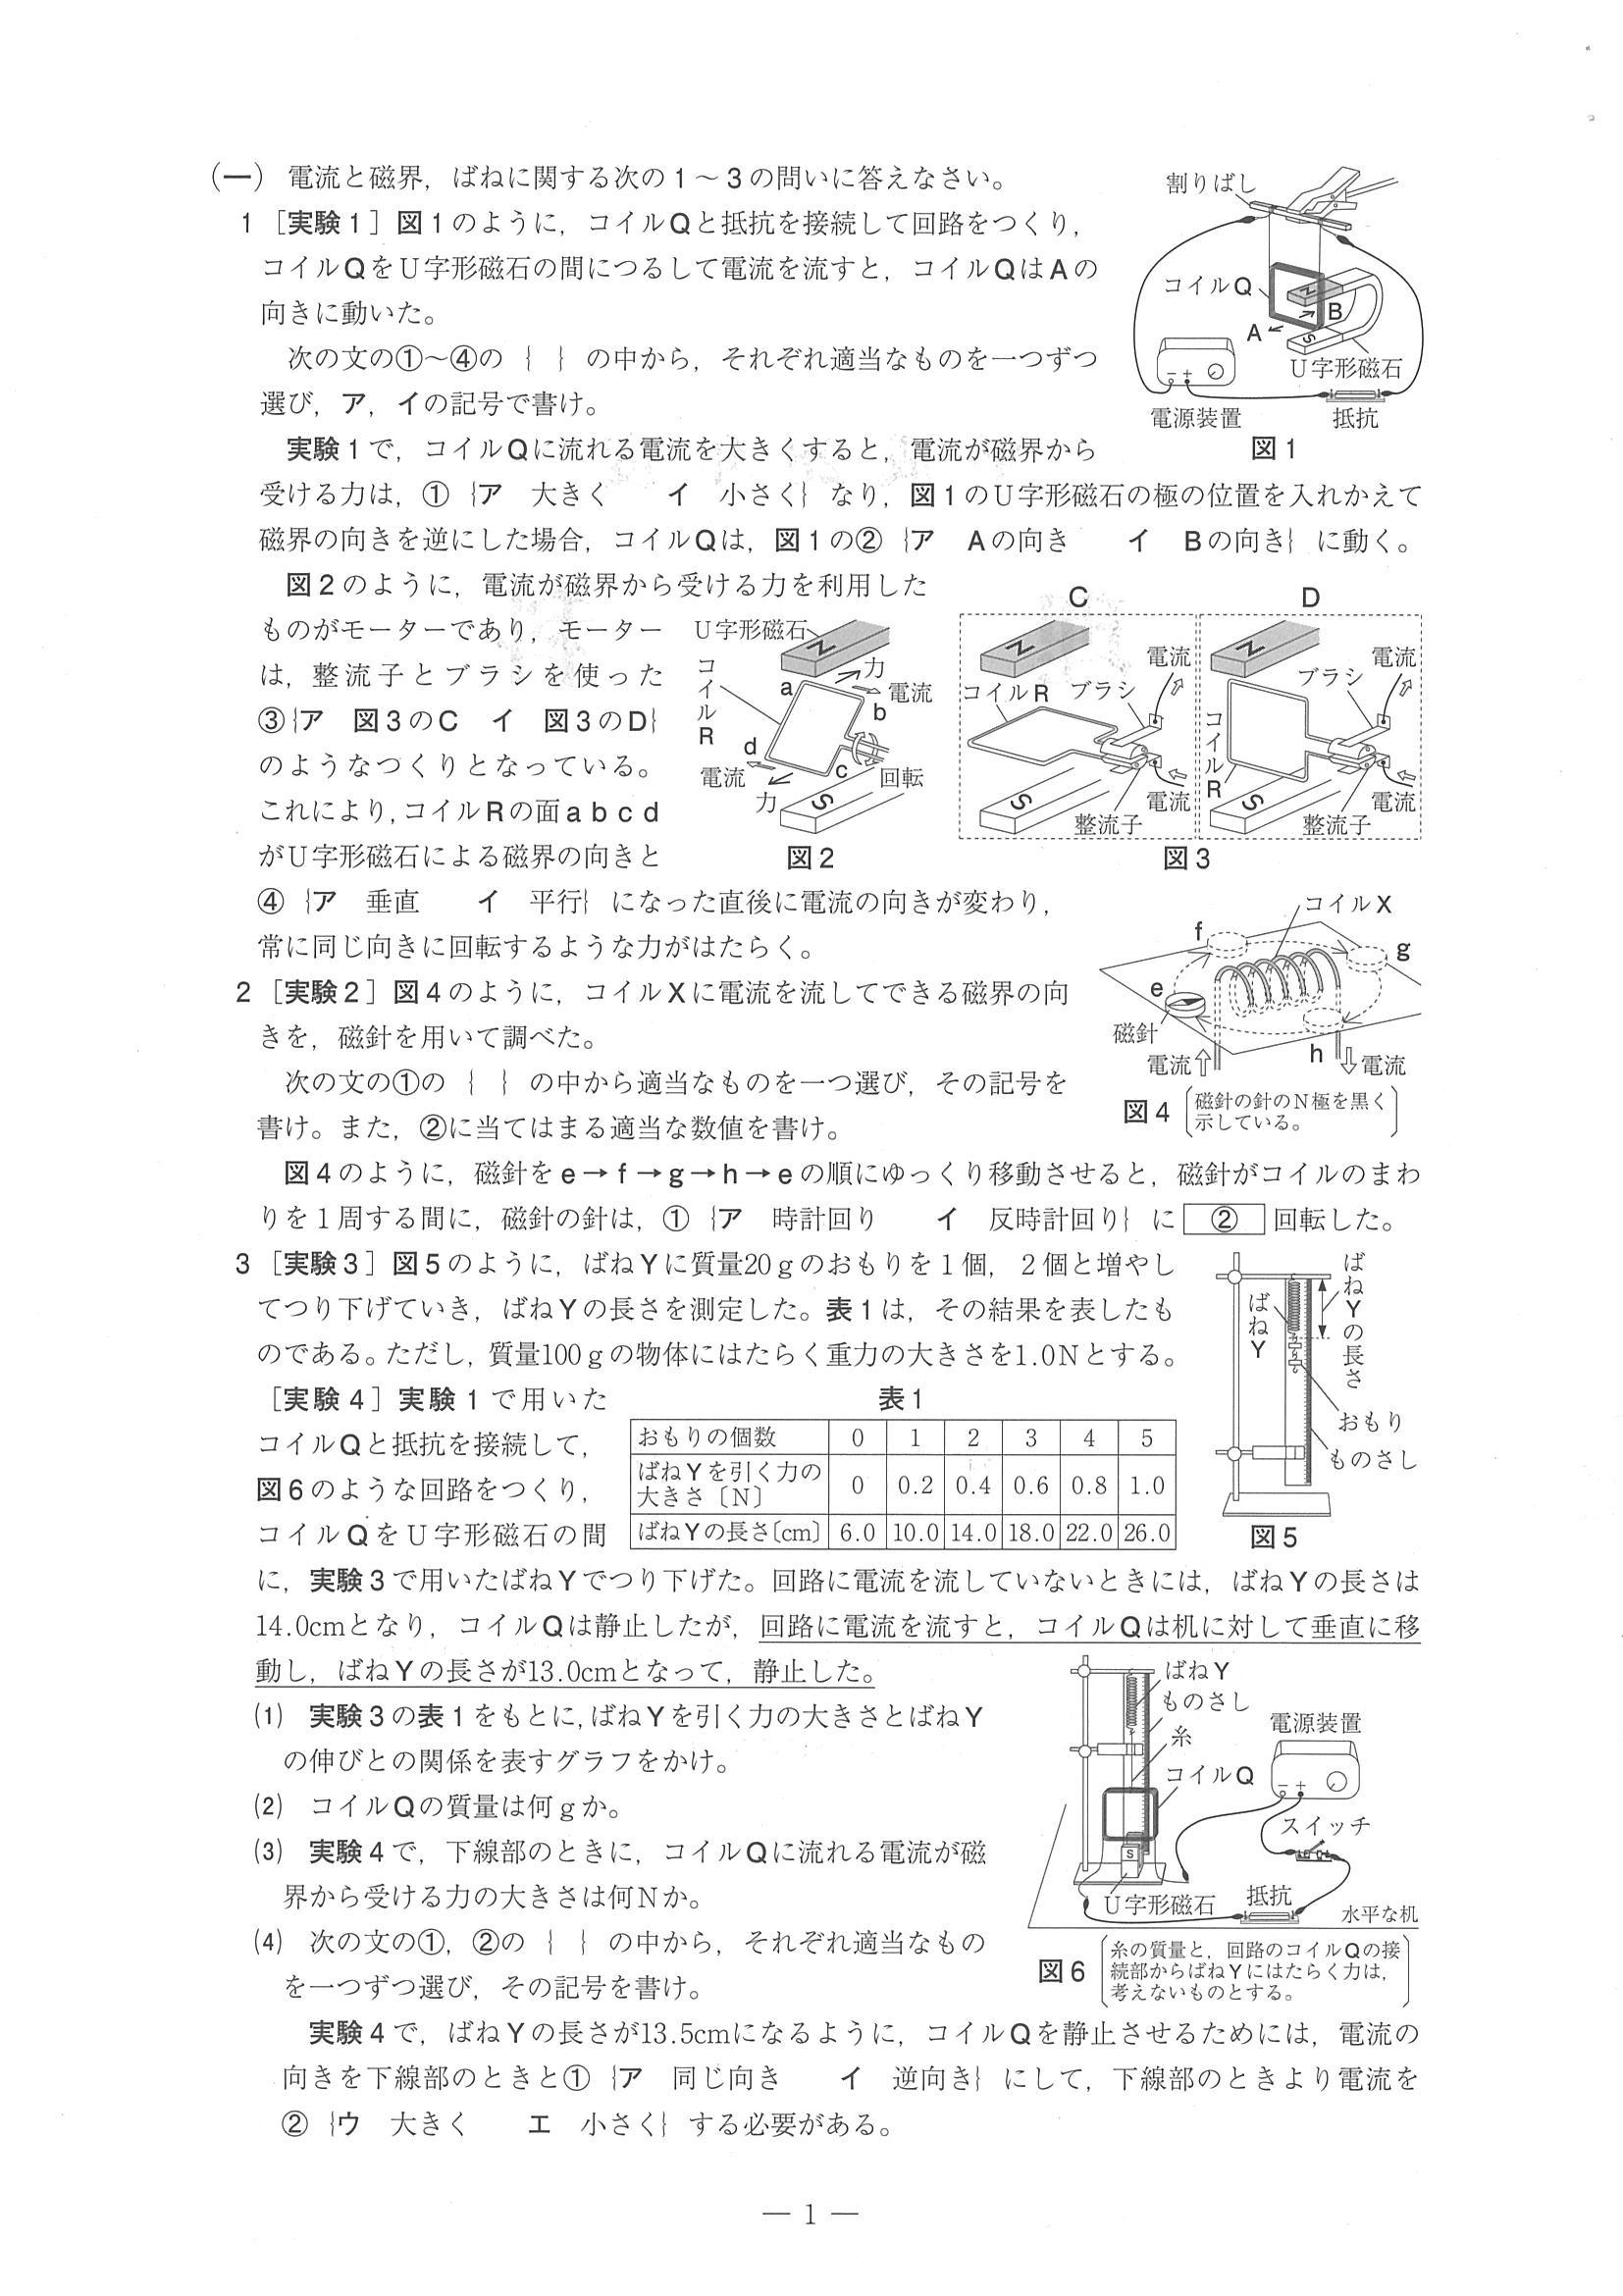 (一) 電流と磁界，ばねに関する次の1～3の問いに答えなさい。
1 ［実験1］図1のように，コイルQと抵抗を接続して回路をつくり，
コイルQをU字形磁石の間につるして電流を流すと，コイルQはAの
向きに動いた。
次の文の①～④の｛ ｝の中から，それぞれ適当なものを一つずつ
選び，ア，イの記号で書け。
実験1で，コイルQに流れる電流を大きくすると，電流が磁界から
受ける力は，①｛ア 大きく イ 小さく｝なり，図1のU字形磁石の極の位置を入れかえて
磁界の向きを逆にした場合，コイルQは，図1の②｛ア Aの向き イ Bの向き｝に動く。
割りばし
コイルQ
N
B
A
S
U字形磁石
－ ＋
電源装置
抵抗
図1
図2のように，電流が磁界から受ける力を利用した
ものがモーターであり，モーター
は，整流子とブラシを使った
③｛ア 図3のC イ 図3のD｝
のようなつくりとなっている。
これにより，コイルRの面abcd
がU字形磁石による磁界の向きと
④｛ア 垂直 イ 平行｝になった直後に電流の向きが変わり，
常に同じ向きに回転するような力がはたらく。
U字形磁石
N
コイルR
a
力
電流
b
d
電流
c
回転
力
S
図2
C
N
電流
コイルR
ブラシ
S
電流
整流子
D
N
電流
ブラシ
コイルR
S
電流
整流子
図3
2 ［実験2］図4のように，コイルXに電流を流してできる磁界の向
きを，磁針を用いて調べた。
次の文の①の｛ ｝の中から適当なものを一つ選び，その記号を
書け。また，②に当てはまる適当な数値を書け。
図4のように，磁針をe→f→g→h→eの順にゆっくり移動させると，磁針がコイルのまわ
りを1周する間に，磁針の針は，①｛ア 時計回り イ 反時計回り｝に ② 回転した。
コイルX
f
g
e
磁針
電流
h
電流
図4
磁針の針のN極を黒く
示している。
3 ［実験3］図5のように，ばねYに質量20gのおもりを1個，2個と増やし
てつり下げていき，ばねYの長さを測定した。表1は，その結果を表したも
のである。ただし，質量100gの物体にはたらく重力の大きさを1.0Nとする。
ばねY
ばねYの長さ
おもり
ものさし
図5
［実験4］実験1で用いた
コイルQと抵抗を接続して，
図6のような回路をつくり，
コイルQをU字形磁石の間
表1
おもりの個数 0 1 2 3 4 5
ばねYを引く力の
大きさ〔N〕 0 0.2 0.4 0.6 0.8 1.0
ばねYの長さ〔cm〕 6.0 10.0 14.0 18.0 22.0 26.0
に，実験3で用いたばねYでつり下げた。回路に電流を流していないときには，ばねYの長さは
14.0cmとなり，コイルQは静止したが，回路に電流を流すと，コイルQは机に対して垂直に移
動し，ばねYの長さが13.0cmとなって，静止した。
(1) 実験3の表1をもとに，ばねYを引く力の大きさとばねY
の伸びとの関係を表すグラフをかけ。
(2) コイルQの質量は何gか。
(3) 実験4で，下線部のときに，コイルQに流れる電流が磁
界から受ける力の大きさは何Nか。
(4) 次の文の①，②の｛ ｝の中から，それぞれ適当なもの
を一つずつ選び，その記号を書け。
ばねY
ものさし
糸
コイルQ
電源装置
－ ＋
スイッチ
S
U字形磁石
抵抗
水平な机
図6
糸の質量と，回路のコイルQの接
続部からばねYにはたらく力は，
考えないものとする。
実験4で，ばねYの長さが13.5cmになるように，コイルQを静止させるためには，電流の
向きを下線部のときと①｛ア 同じ向き イ 逆向き｝にして，下線部のときより電流を
②｛ウ 大きく エ 小さく｝する必要がある。
— 1 —